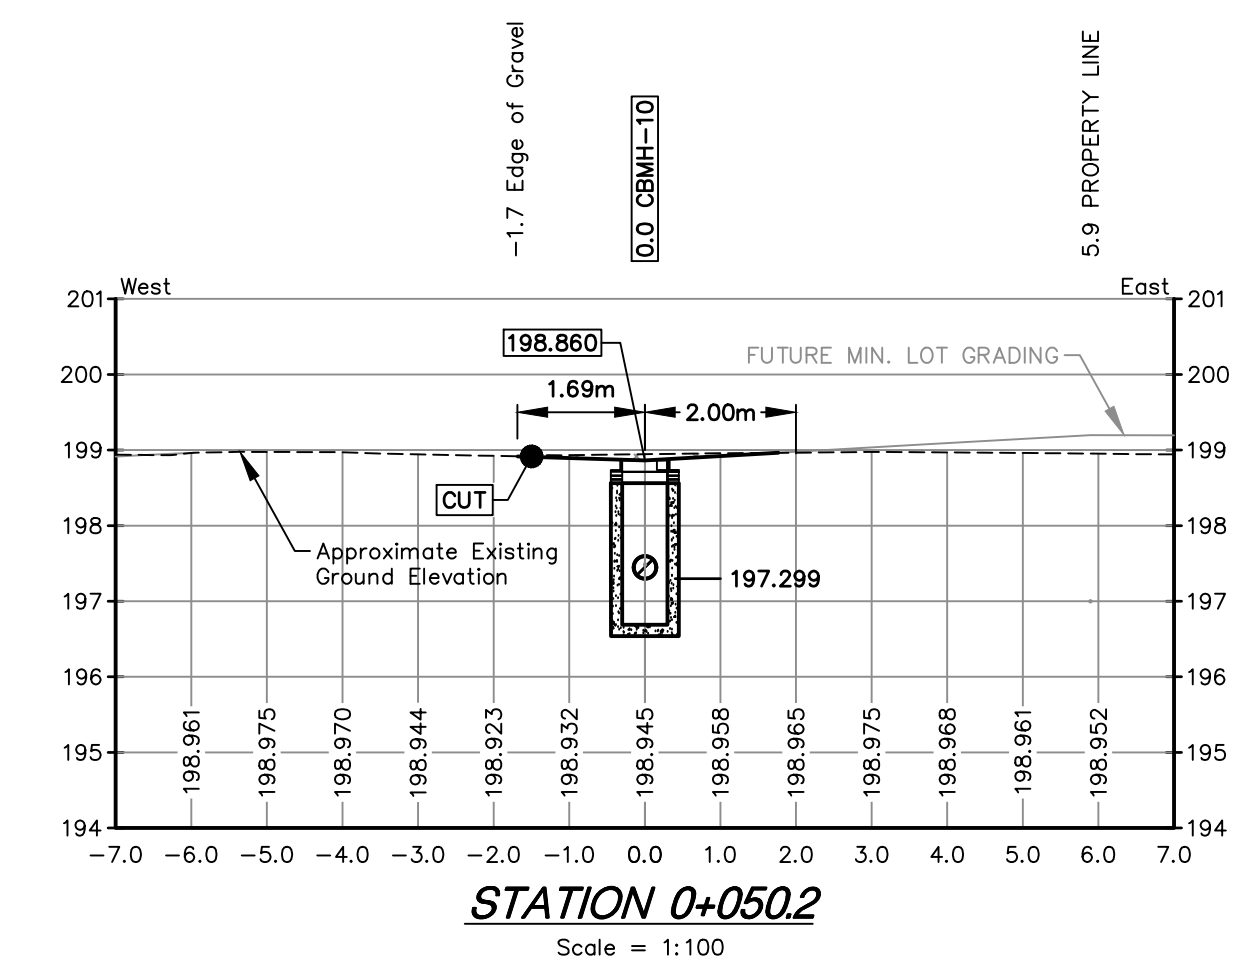 -1.7 Edge of Gravel
0.0 CBMH-10
5.9 PROPERTY LINE
West
East
201
201
198.860
FUTURE MIN. LOT GRADING
200
200
1.69m
2.00m
199
199
CUT
198
198
Approximate Existing
Ground Elevation
197.299
197
197
196
196
198.961
198.975
198.970
198.944
198.923
198.932
198.945
198.958
198.965
198.975
198.968
198.961
198.952
195
195
194
194
-7.0 -6.0 -5.0 -4.0 -3.0 -2.0 -1.0 0.0 1.0 2.0 3.0 4.0 5.0 6.0 7.0
STATION 0+050.2
Scale = 1:100